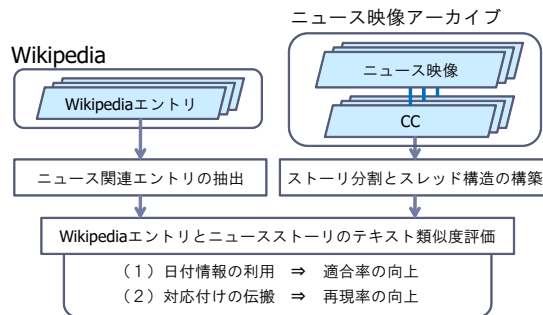 ニュース映像アーカイブ
Wikipedia
ニュース映像
Wikipediaエントリ
CC
ニュース関連エントリの抽出
ストーリ分割とスレッド構造の構築
Wikipediaエントリとニュースストーリのテキスト類似度評価
（１）日付情報の利用 ⇒ 適合率の向上
（２）対応付けの伝搬 ⇒ 再現率の向上